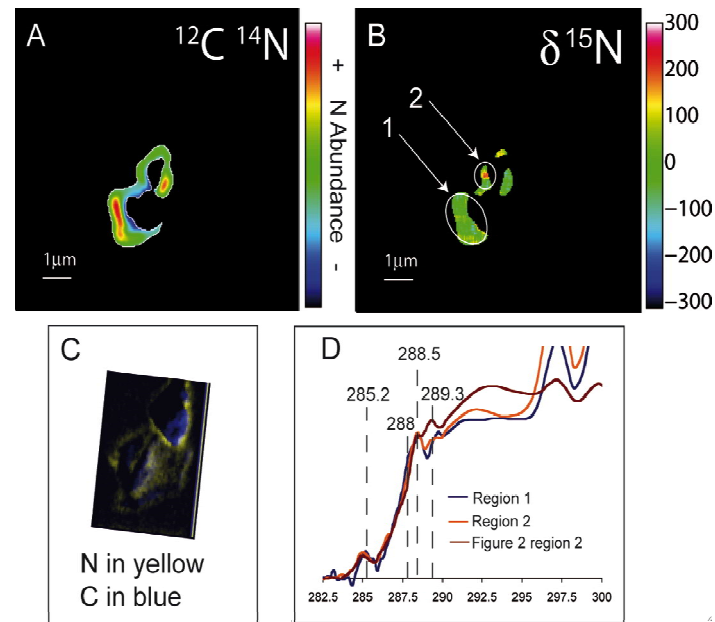 A
¹²C ¹⁴N
+ N Abundance -
1µm
B
δ¹⁵N
2
1
1µm
300
200
100
0
−100
−200
−300
C
N in yellow
C in blue
D
288.5
285.2
289.3
288
Region 1
Region 2
Figure 2 region 2
282.5 285 287.5 290 292.5 295 297.5 300